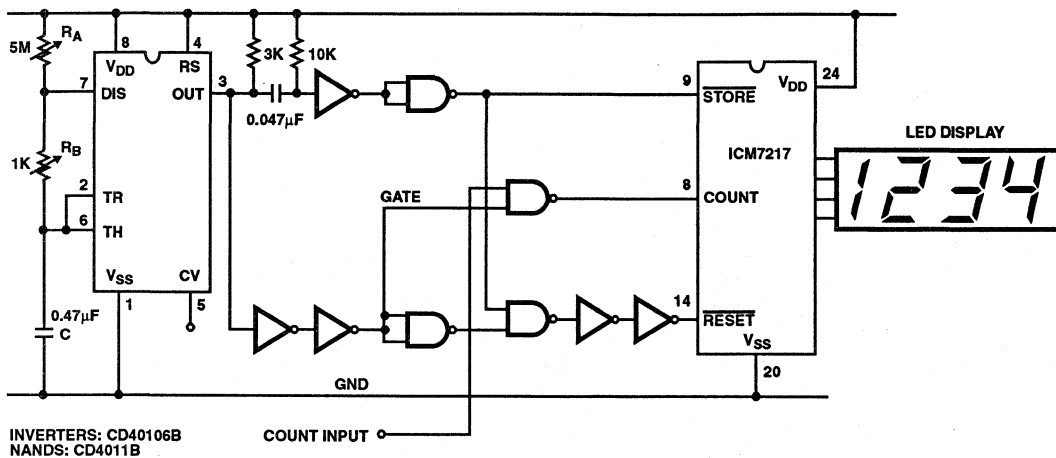 5M
RA
8
4
3K
10K
VDD
RS
7
DIS
3
OUT
0.047μF
9
STORE
VDD
24
LED DISPLAY
ICM7217
1234
1K
RB
2
TR
6
TH
GATE
8
COUNT
VSS
CV
1
5
0.47μF
C
14
RESET
VSS
20
GND
COUNT INPUT
INVERTERS: CD40106B
NANDS: CD4011B